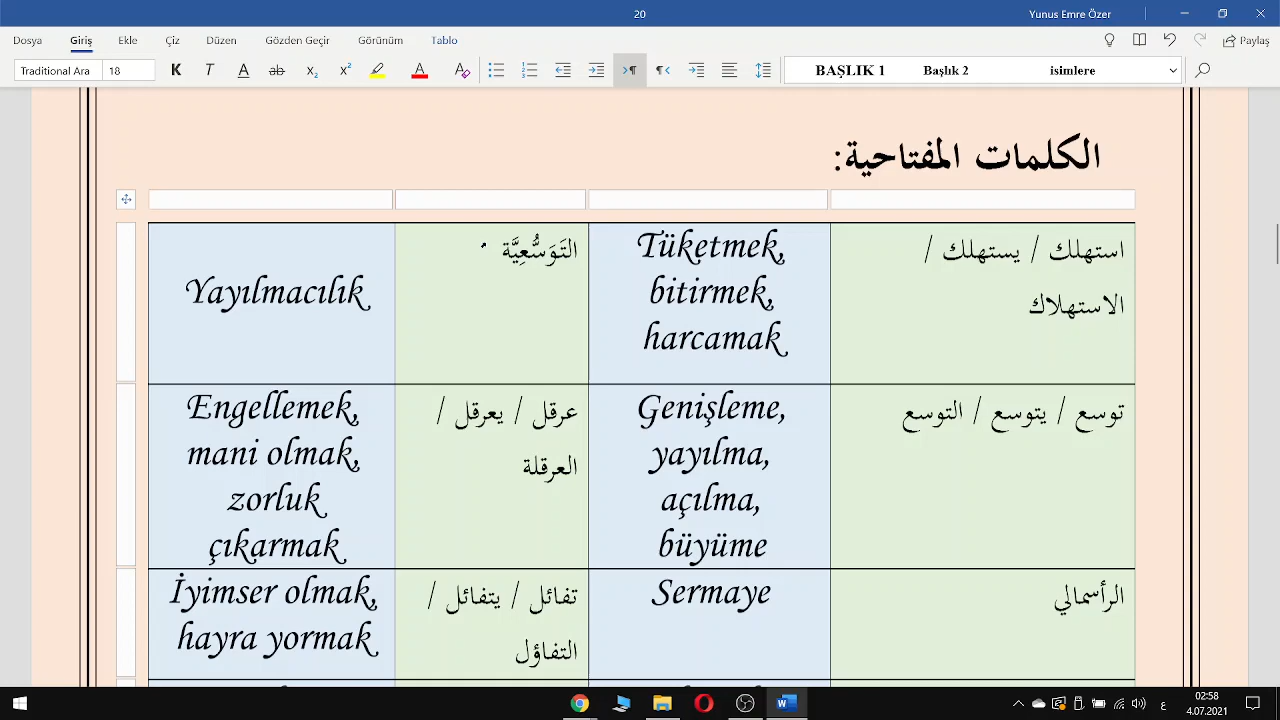 20
Yunus Emre Özer
Dosya Giriş Ekle Çiz Düzen Gözden Geçir Görünüm Tablo
Paylaş
Traditional Ara 18 K T A ab x₂ x² A A BAŞLIK 1 Başlık 2 isimlere
الكلمات المفتاحية:
استهلك / يستهلك /
الاستهلاك
Tüketmek,
bitirmek,
harcamak
التَوَسُّعِيَّة
Yayılmacılık
توسع / يتوسع / التوسع
Genişleme,
yayılma,
açılma,
büyüme
عرقل / يعرقل /
العرقلة
Engellemek,
mani olmak,
zorluk
çıkarmak
الرأسمالي
Sermaye
تفائل / يتفائل /
التفاؤل
İyimser olmak,
hayra yormak
02:58
4.07.2021